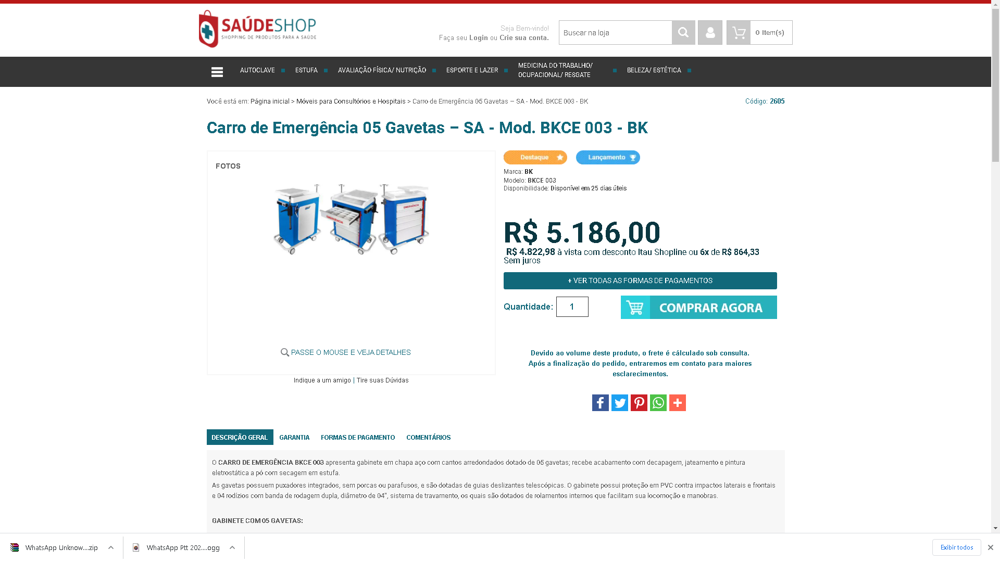 SAÚDESHOP
SHOPPING DE PRODUTOS PARA A SAÚDE
Seja Bem-vindo!
Faça seu Login ou Crie sua conta.
Buscar na loja
0 Item(s)
AUTOCLAVE
ESTUFA
AVALIAÇÃO FÍSICA/ NUTRIÇÃO
ESPORTE E LAZER
MEDICINA DO TRABALHO/
OCUPACIONAL/ RESGATE
BELEZA/ ESTÉTICA
Você está em: Página inicial > Móveis para Consultórios e Hospitais > Carro de Emergência 05 Gavetas – SA - Mod. BKCE 003 - BK
Código: 2605
Carro de Emergência 05 Gavetas – SA - Mod. BKCE 003 - BK
FOTOS
EMERGÊNCIA
EMERGÊNCIA
PASSE O MOUSE E VEJA DETALHES
Indique a um amigo | Tire suas Dúvidas
Destaque
Lançamento
Marca: BK
Modelo: BKCE 003
Disponibilidade: Disponível em 25 dias úteis
R$ 5.186,00
R$ 4.822,98 à vista com desconto Itau Shopline ou 6x de R$ 864,33
Sem juros
+ VER TODAS AS FORMAS DE PAGAMENTOS
Quantidade: 1
COMPRAR AGORA
Devido ao volume deste produto, o frete é cálculado sob consulta.
Após a finalização do pedido, entraremos em contato para maiores
esclarecimentos.
DESCRIÇÃO GERAL
GARANTIA
FORMAS DE PAGAMENTO
COMENTÁRIOS
O CARRO DE EMERGÊNCIA BKCE 003 apresenta gabinete em chapa aço com cantos arredondados dotado de 05 gavetas; recebe acabamento com decapagem, jateamento e pintura
eletrostática a pó com secagem em estufa.
As gavetas possuem puxadores integrados, sem porcas ou parafusos, e são dotadas de guias deslizantes telescópicas. O gabinete possui proteção em PVC contra impactos laterais e frontais
e 04 rodízios com banda de rodagem dupla, diâmetro de 04", sistema de travamento, os quais são dotados de rolamentos internos que facilitam sua locomoção e manobras.
GABINETE COM 05 GAVETAS:
WhatsApp Unknow....zip
WhatsApp Ptt 202....ogg
Exibir todos